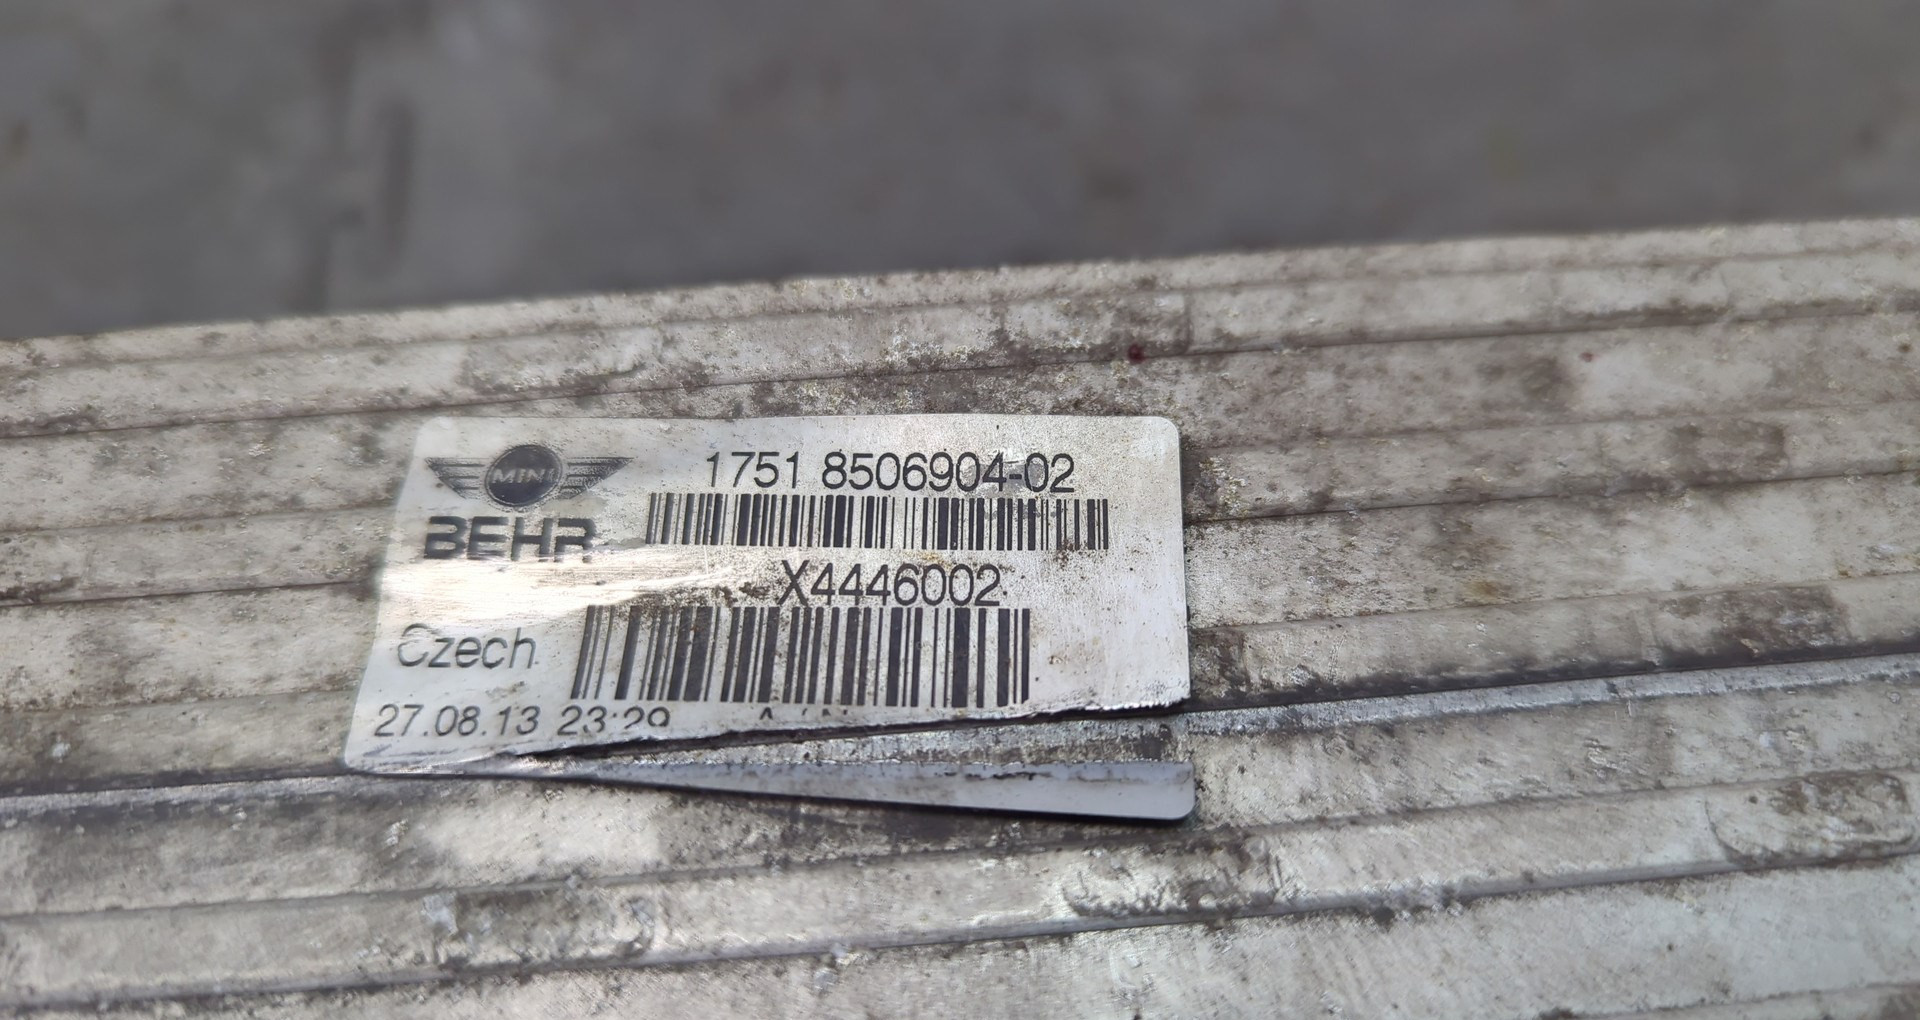 MINI
1751 8506904-02
BEHR
X4446002
Czech
27.08.13 23:29